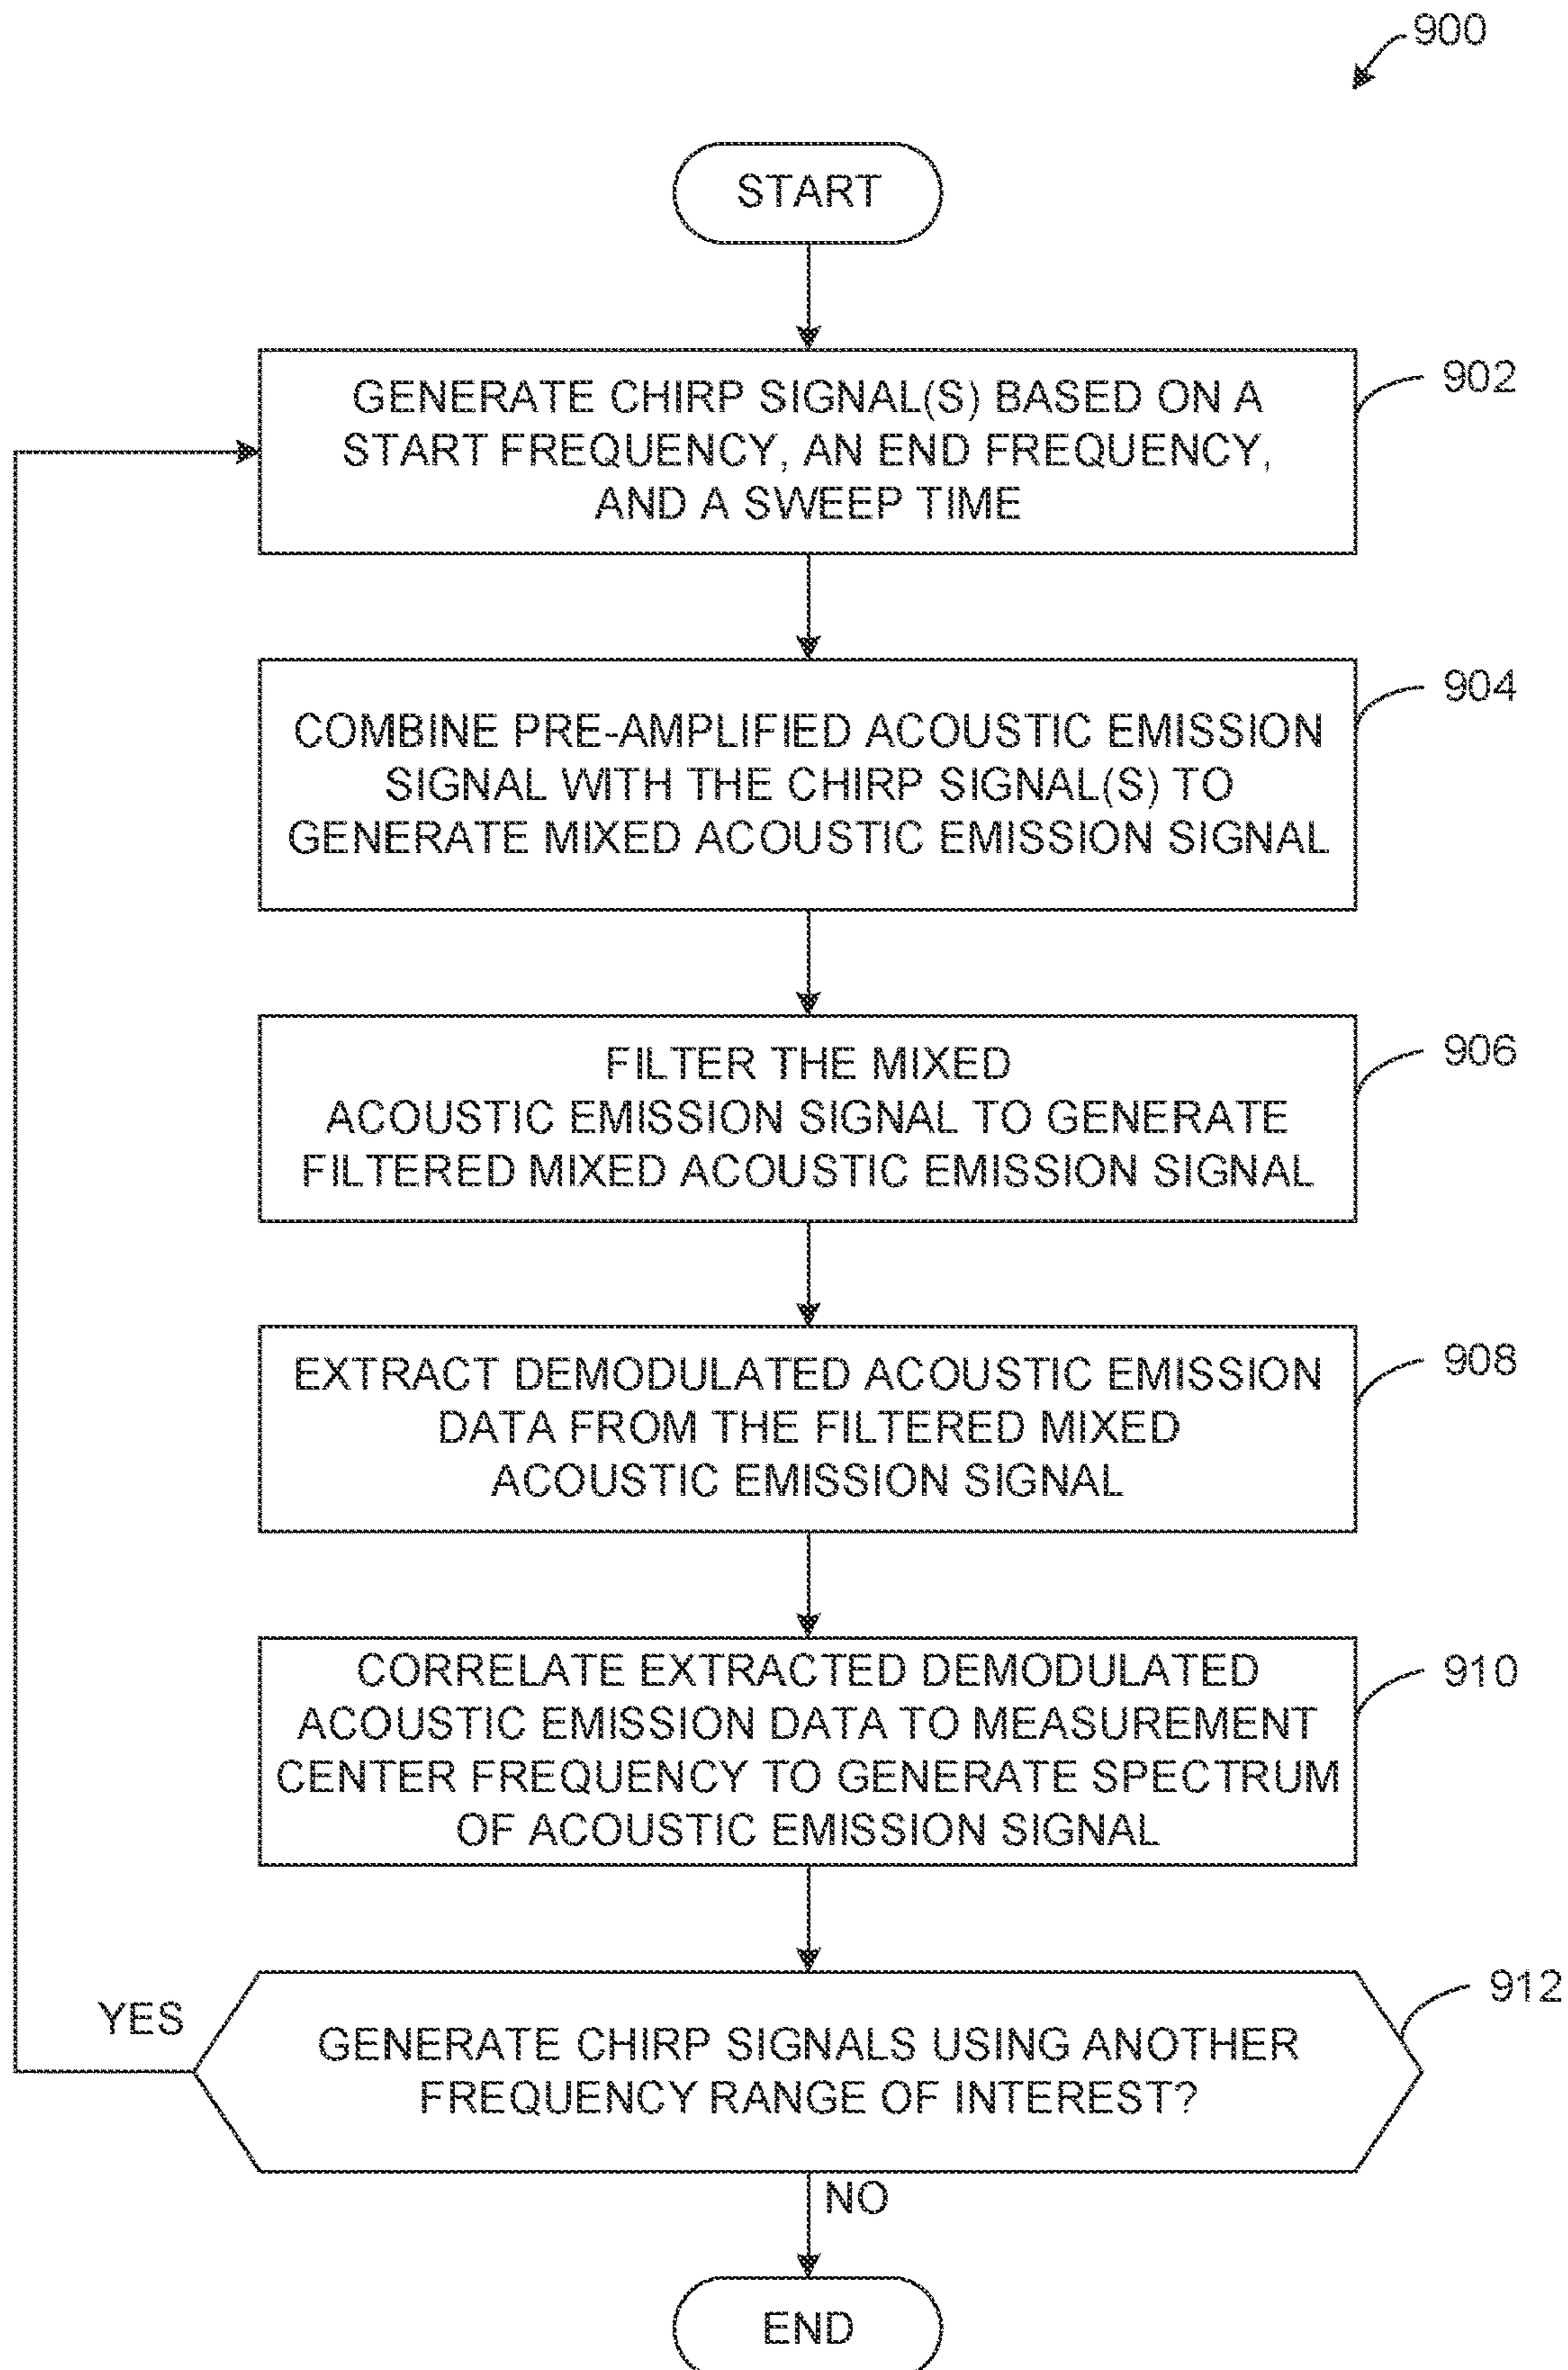 900
START
GENERATE CHIRP SIGNAL(S) BASED ON A
START FREQUENCY, AN END FREQUENCY,
AND A SWEEP TIME
902
COMBINE PRE-AMPLIFIED ACOUSTIC EMISSION
SIGNAL WITH THE CHIRP SIGNAL(S) TO
GENERATE MIXED ACOUSTIC EMISSION SIGNAL
904
FILTER THE MIXED
ACOUSTIC EMISSION SIGNAL TO GENERATE
FILTERED MIXED ACOUSTIC EMISSION SIGNAL
906
EXTRACT DEMODULATED ACOUSTIC EMISSION
DATA FROM THE FILTERED MIXED
ACOUSTIC EMISSION SIGNAL
908
CORRELATE EXTRACTED DEMODULATED
ACOUSTIC EMISSION DATA TO MEASUREMENT
CENTER FREQUENCY TO GENERATE SPECTRUM
OF ACOUSTIC EMISSION SIGNAL
910
YES
GENERATE CHIRP SIGNALS USING ANOTHER
FREQUENCY RANGE OF INTEREST?
912
NO
END